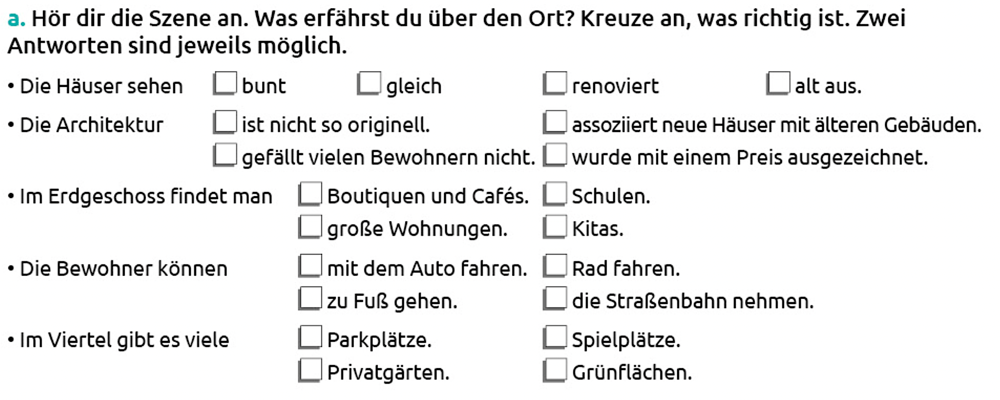 a. Hör dir die Szene an. Was erfährst du über den Ort? Kreuze an, was richtig ist. Zwei
Antworten sind jeweils möglich.
• Die Häuser sehen bunt gleich renoviert alt aus.
• Die Architektur ist nicht so originell. assoziiert neue Häuser mit älteren Gebäuden.
gefällt vielen Bewohnern nicht. wurde mit einem Preis ausgezeichnet.
• Im Erdgeschoss findet man Boutiquen und Cafés. Schulen.
große Wohnungen. Kitas.
• Die Bewohner können mit dem Auto fahren. Rad fahren.
zu Fuß gehen. die Straßenbahn nehmen.
• Im Viertel gibt es viele Parkplätze. Spielplätze.
Privatgärten. Grünflächen.